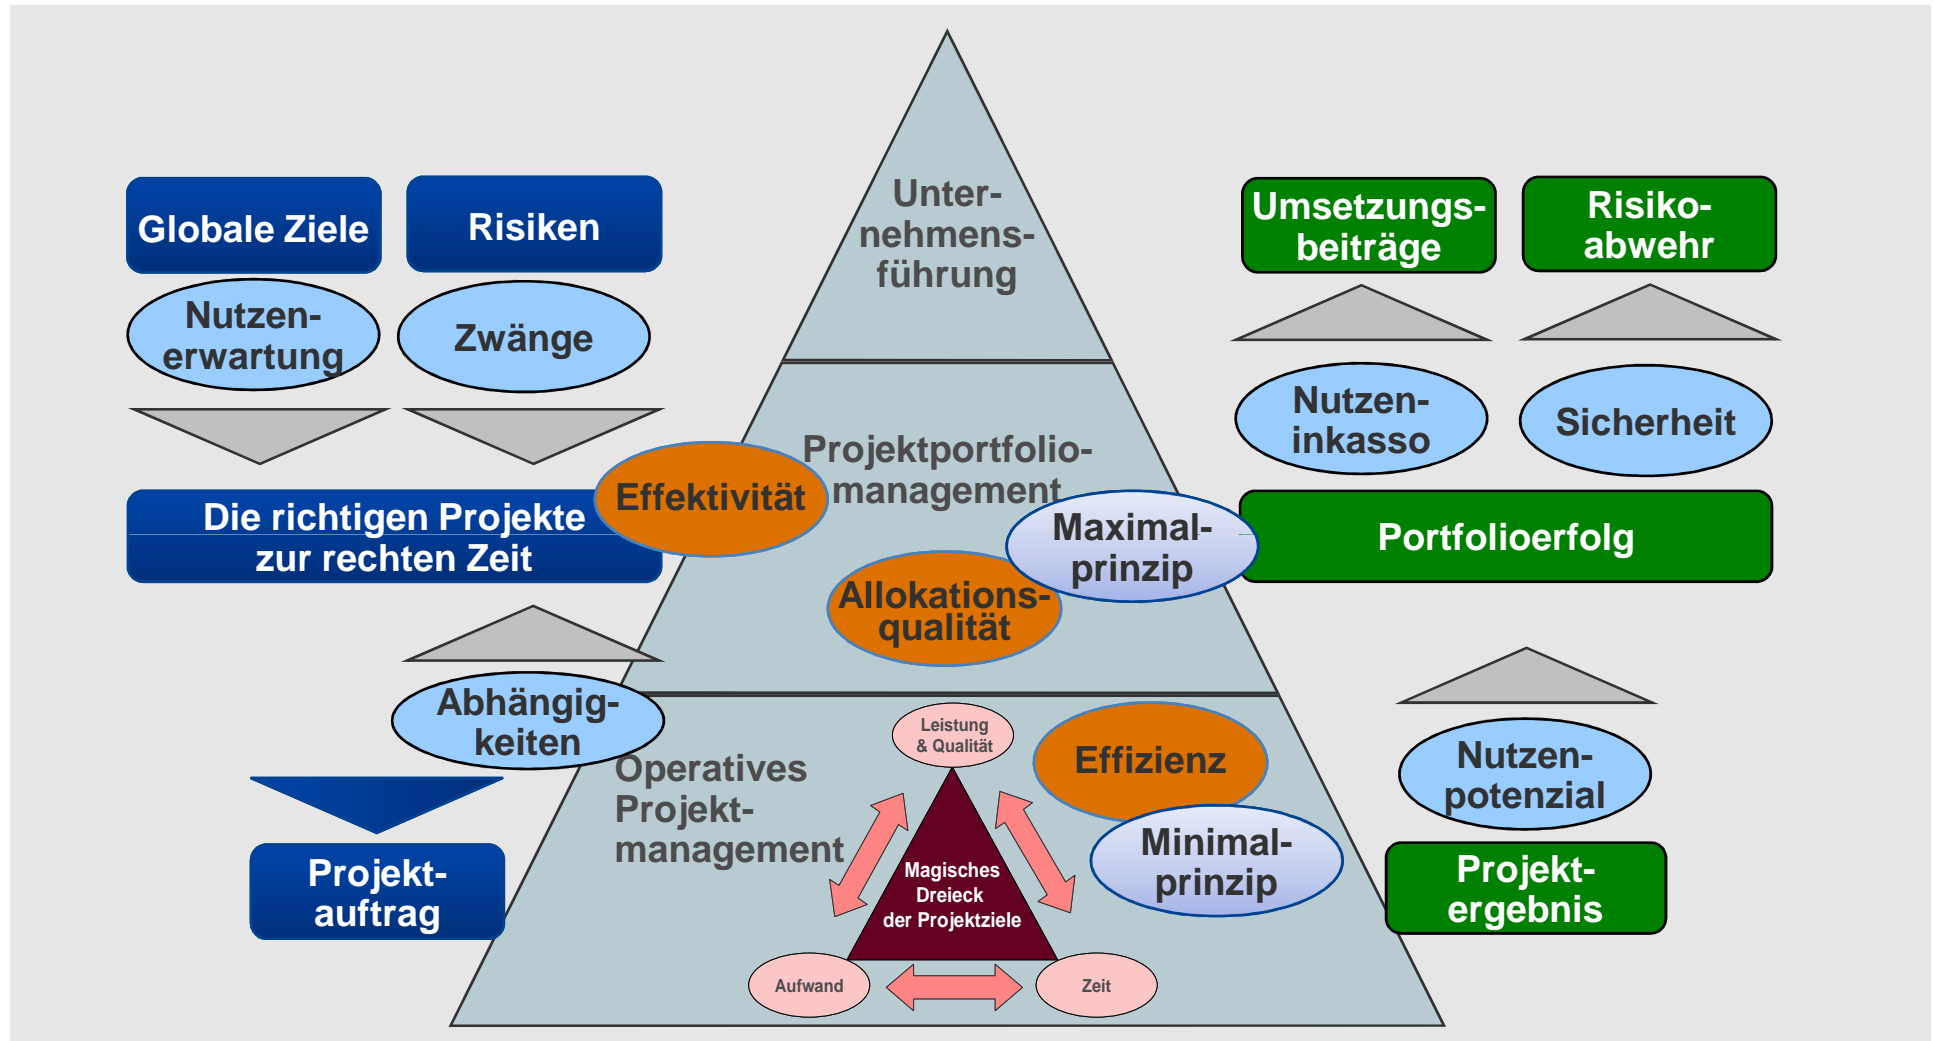 Globale Ziele
Risiken
Nutzen-
erwartung
Zwänge
Die richtigen Projekte
zur rechten Zeit
Abhängig-
keiten
Projekt-
auftrag
Unter-
nehmens-
führung
Projektportfolio-
management
Effektivität
Maximal-
prinzip
Allokations-
qualität
Operatives
Projekt-
management
Leistung
& Qualität
Magisches
Dreieck
der Projektziele
Aufwand
Zeit
Effizienz
Minimal-
prinzip
Umsetzungs-
beiträge
Risiko-
abwehr
Nutzen-
inkasso
Sicherheit
Portfolioerfolg
Nutzen-
potenzial
Projekt-
ergebnis